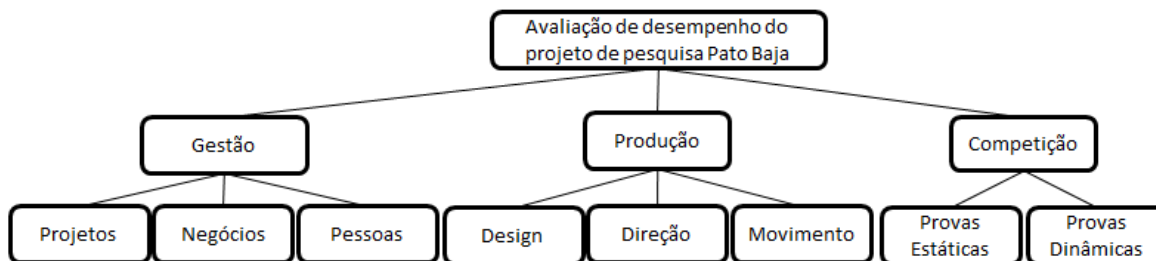 Avaliação de desempenho do
projeto de pesquisa Pato Baja
Gestão
Produção
Competição
Projetos
Negócios
Pessoas
Design
Direção
Movimento
Provas
Estáticas
Provas
Dinâmicas